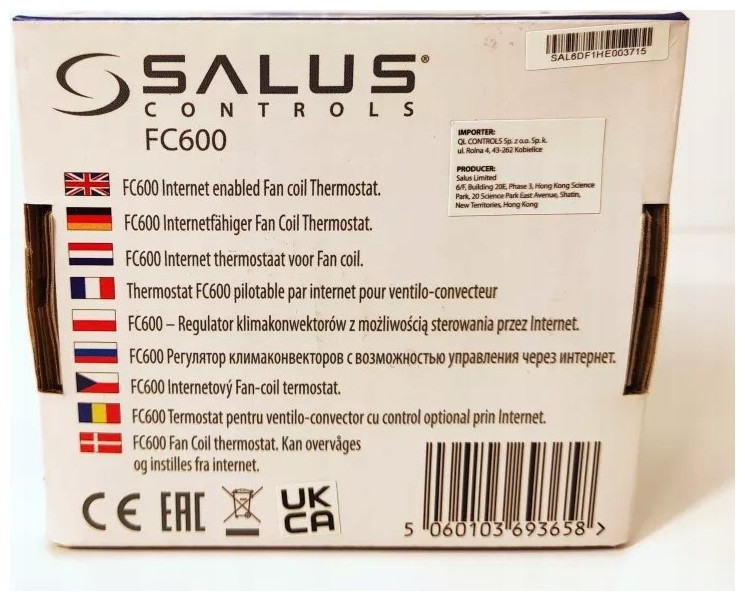 SALUS®
CONTROLS
FC600
SAL6DF1HE003715
IMPORTER:
QL CONTROLS Sp. z o.o. Sp. k.
ul. Rolna 4, 43-262 Kobielice
PRODUCER:
Salus Limited
6/F, Building 20E, Phase 3, Hong Kong Science
Park, 20 Science Park East Avenue, Shatin,
New Territories, Hong Kong
FC600 Internet enabled Fan coil Thermostat.
FC600 Internetfähiger Fan Coil Thermostat.
FC600 Internet thermostaat voor Fan coil.
Thermostat FC600 pilotable par internet pour ventilo-convecteur
FC600 – Regulator klimakonwektorów z możliwością sterowania przez Internet.
FC600 Регулятор климаконвекторов с возможностью управления через интернет.
FC600 Internetový Fan-coil termostat.
FC600 Termostat pentru ventilo-convector cu control optional prin Internet.
FC600 Fan Coil thermostat. Kan overvåges
og instilles fra internet.
CE EAC UK
CA
5 060103 693658 >